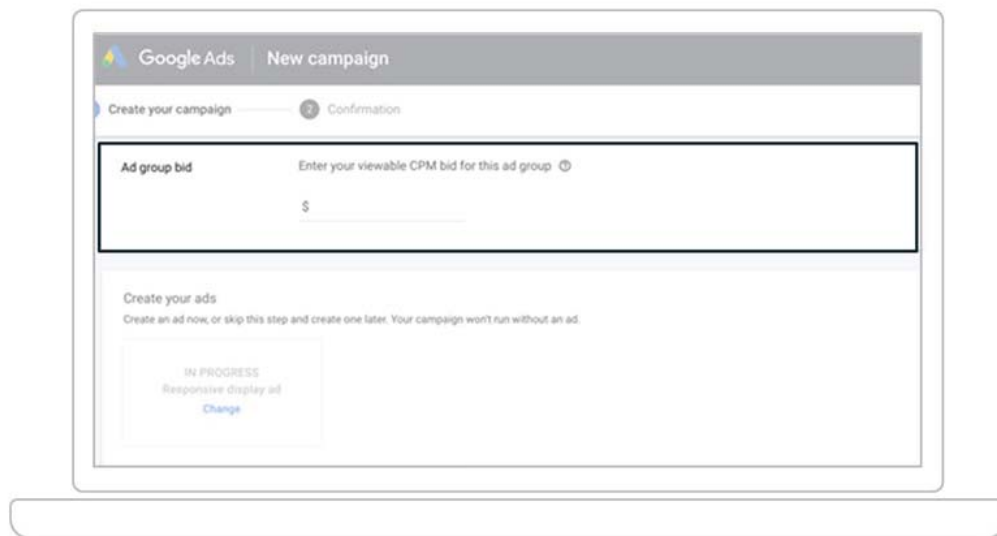 Google Ads New campaign
Create your campaign 2 Confirmation
Ad group bid Enter your viewable CPM bid for this ad group ?
$
Create your ads
Create an ad now, or skip this step and create one later. Your campaign won't run without an ad.
IN PROGRESS
Responsive display ad
Change